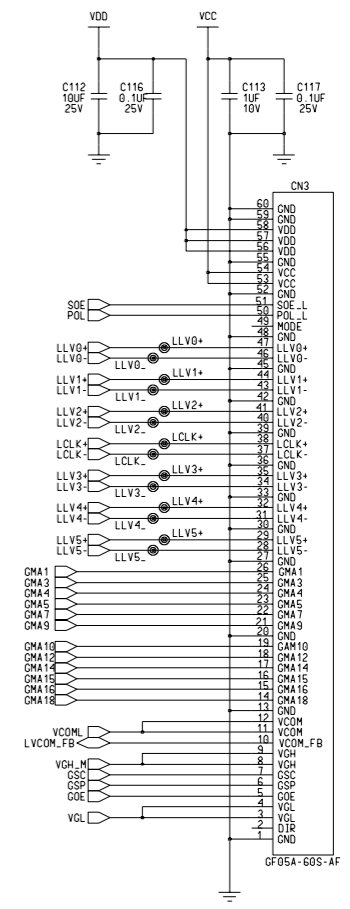 VDD VCC
C112 10UF 25V
C116 0.1UF 25V
C113 1UF 10V
C117 0.1UF 25V
CN3
60 GND
59 GND
58 VDD
57 VDD
56 VDD
55 GND
54 VCC
53 VCC
52 GND
SOE 51 SOE_L
POL 50 POL_L
49 MODE
48 GND
LLV0+ LLV0+ 47 LLV0+
LLV0- LLV0_ 46 LLV0-
45 GND
LLV1+ LLV1+ 44 LLV1+
LLV1- LLV1_ 43 LLV1-
42 GND
LLV2+ LLV2+ 41 LLV2+
LLV2- LLV2_ 40 LLV2-
39 GND
LCLK+ LCLK+ 38 LCLK+
LCLK- LCLK_ 37 LCLK-
36 GND
LLV3+ LLV3+ 35 LLV3+
LLV3- LLV3_ 34 LLV3-
33 GND
LLV4+ LLV4+ 32 LLV4+
LLV4- LLV4_ 31 LLV4-
30 GND
LLV5+ LLV5+ 29 LLV5+
LLV5- LLV5_ 28 LLV5-
27 GND
GMA1 26 GMA1
GMA3 25 GMA3
GMA4 24 GMA4
GMA5 23 GMA5
GMA7 22 GMA7
GMA9 21 GMA9
20 GND
GMA10 19 GAM10
GMA12 18 GMA12
GMA14 17 GMA14
GMA15 16 GMA15
GMA16 15 GMA16
GMA18 14 GMA18
13 GND
12 VCOM
VCOML 11 VCOM
LVCOM_FB 10 VCOM_FB
9 VGH
VGH_M 8 VGH
GSC 7 GSC
GSP 6 GSP
GOE 5 GOE
4 VGL
VGL 3 VGL
2 DIR
1 GND
GF05A-60S-AF